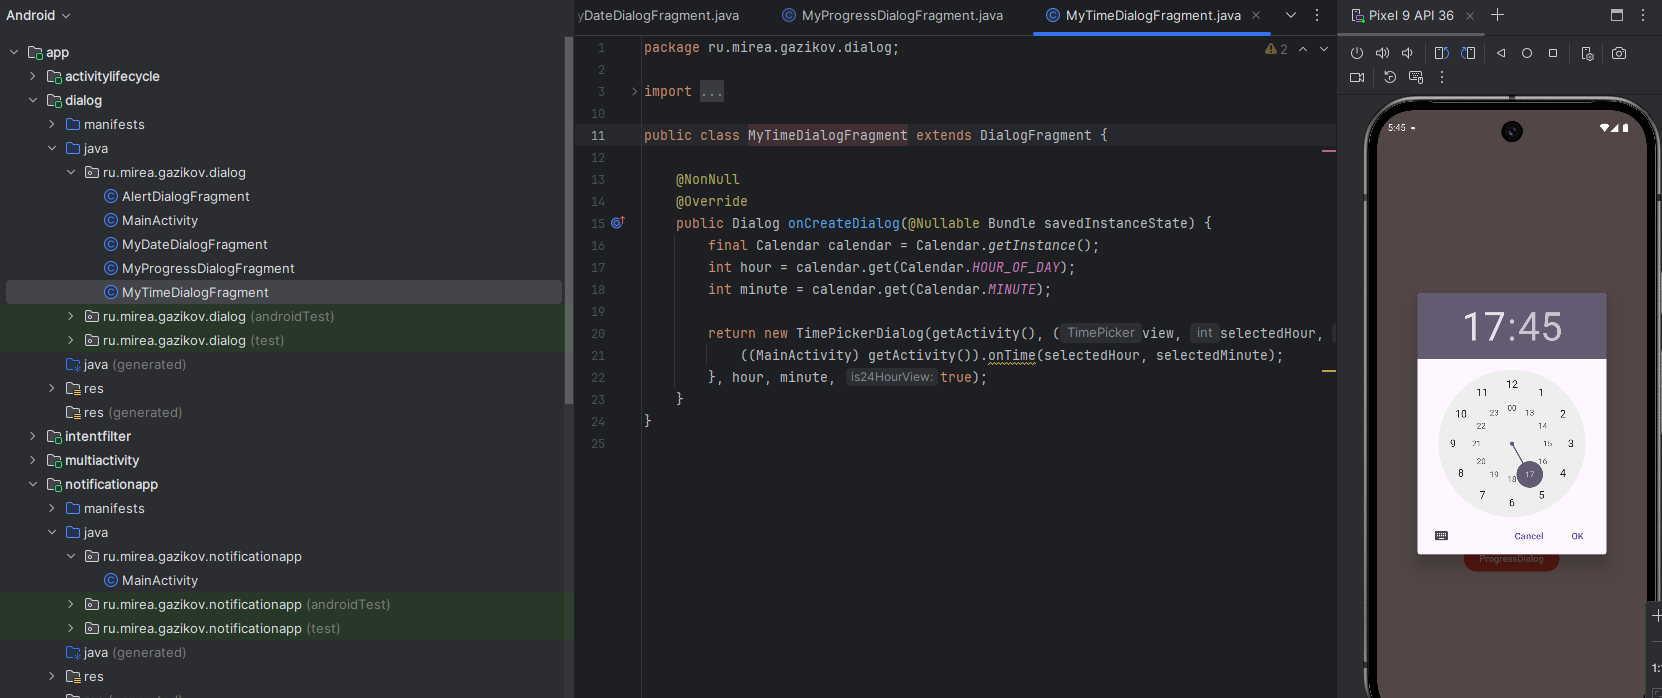 Android
app
activitylifecycle
dialog
manifests
java
ru.mirea.gazikov.dialog
AlertDialogFragment
MainActivity
MyDateDialogFragment
MyProgressDialogFragment
MyTimeDialogFragment
ru.mirea.gazikov.dialog (androidTest)
ru.mirea.gazikov.dialog (test)
java (generated)
res
res (generated)
intentfilter
multiactivity
notificationapp
manifests
java
ru.mirea.gazikov.notificationapp
MainActivity
ru.mirea.gazikov.notificationapp (androidTest)
ru.mirea.gazikov.notificationapp (test)
java (generated)
res
yDateDialogFragment.java MyProgressDialogFragment.java MyTimeDialogFragment.java
2
1 package ru.mirea.gazikov.dialog;
2
3 import ...
10
11 public class MyTimeDialogFragment extends DialogFragment {
12
13 @NonNull
14 @Override
15 public Dialog onCreateDialog(@Nullable Bundle savedInstanceState) {
16 final Calendar calendar = Calendar.getInstance();
17 int hour = calendar.get(Calendar.HOUR_OF_DAY);
18 int minute = calendar.get(Calendar.MINUTE);
19
20 return new TimePickerDialog(getActivity(), ( TimePicker view, int selectedHour,
21 ((MainActivity) getActivity()).onTime(selectedHour, selectedMinute);
22 }, hour, minute, is24HourView: true);
23 }
24 }
25
Pixel 9 API 36
5:45
17:45
12
11 1
00
23 13
10 2
22 14
9 21 15 3
20 16
8 19 17 4
18
7 5
6
Cancel OK
ProgressDialog
1: